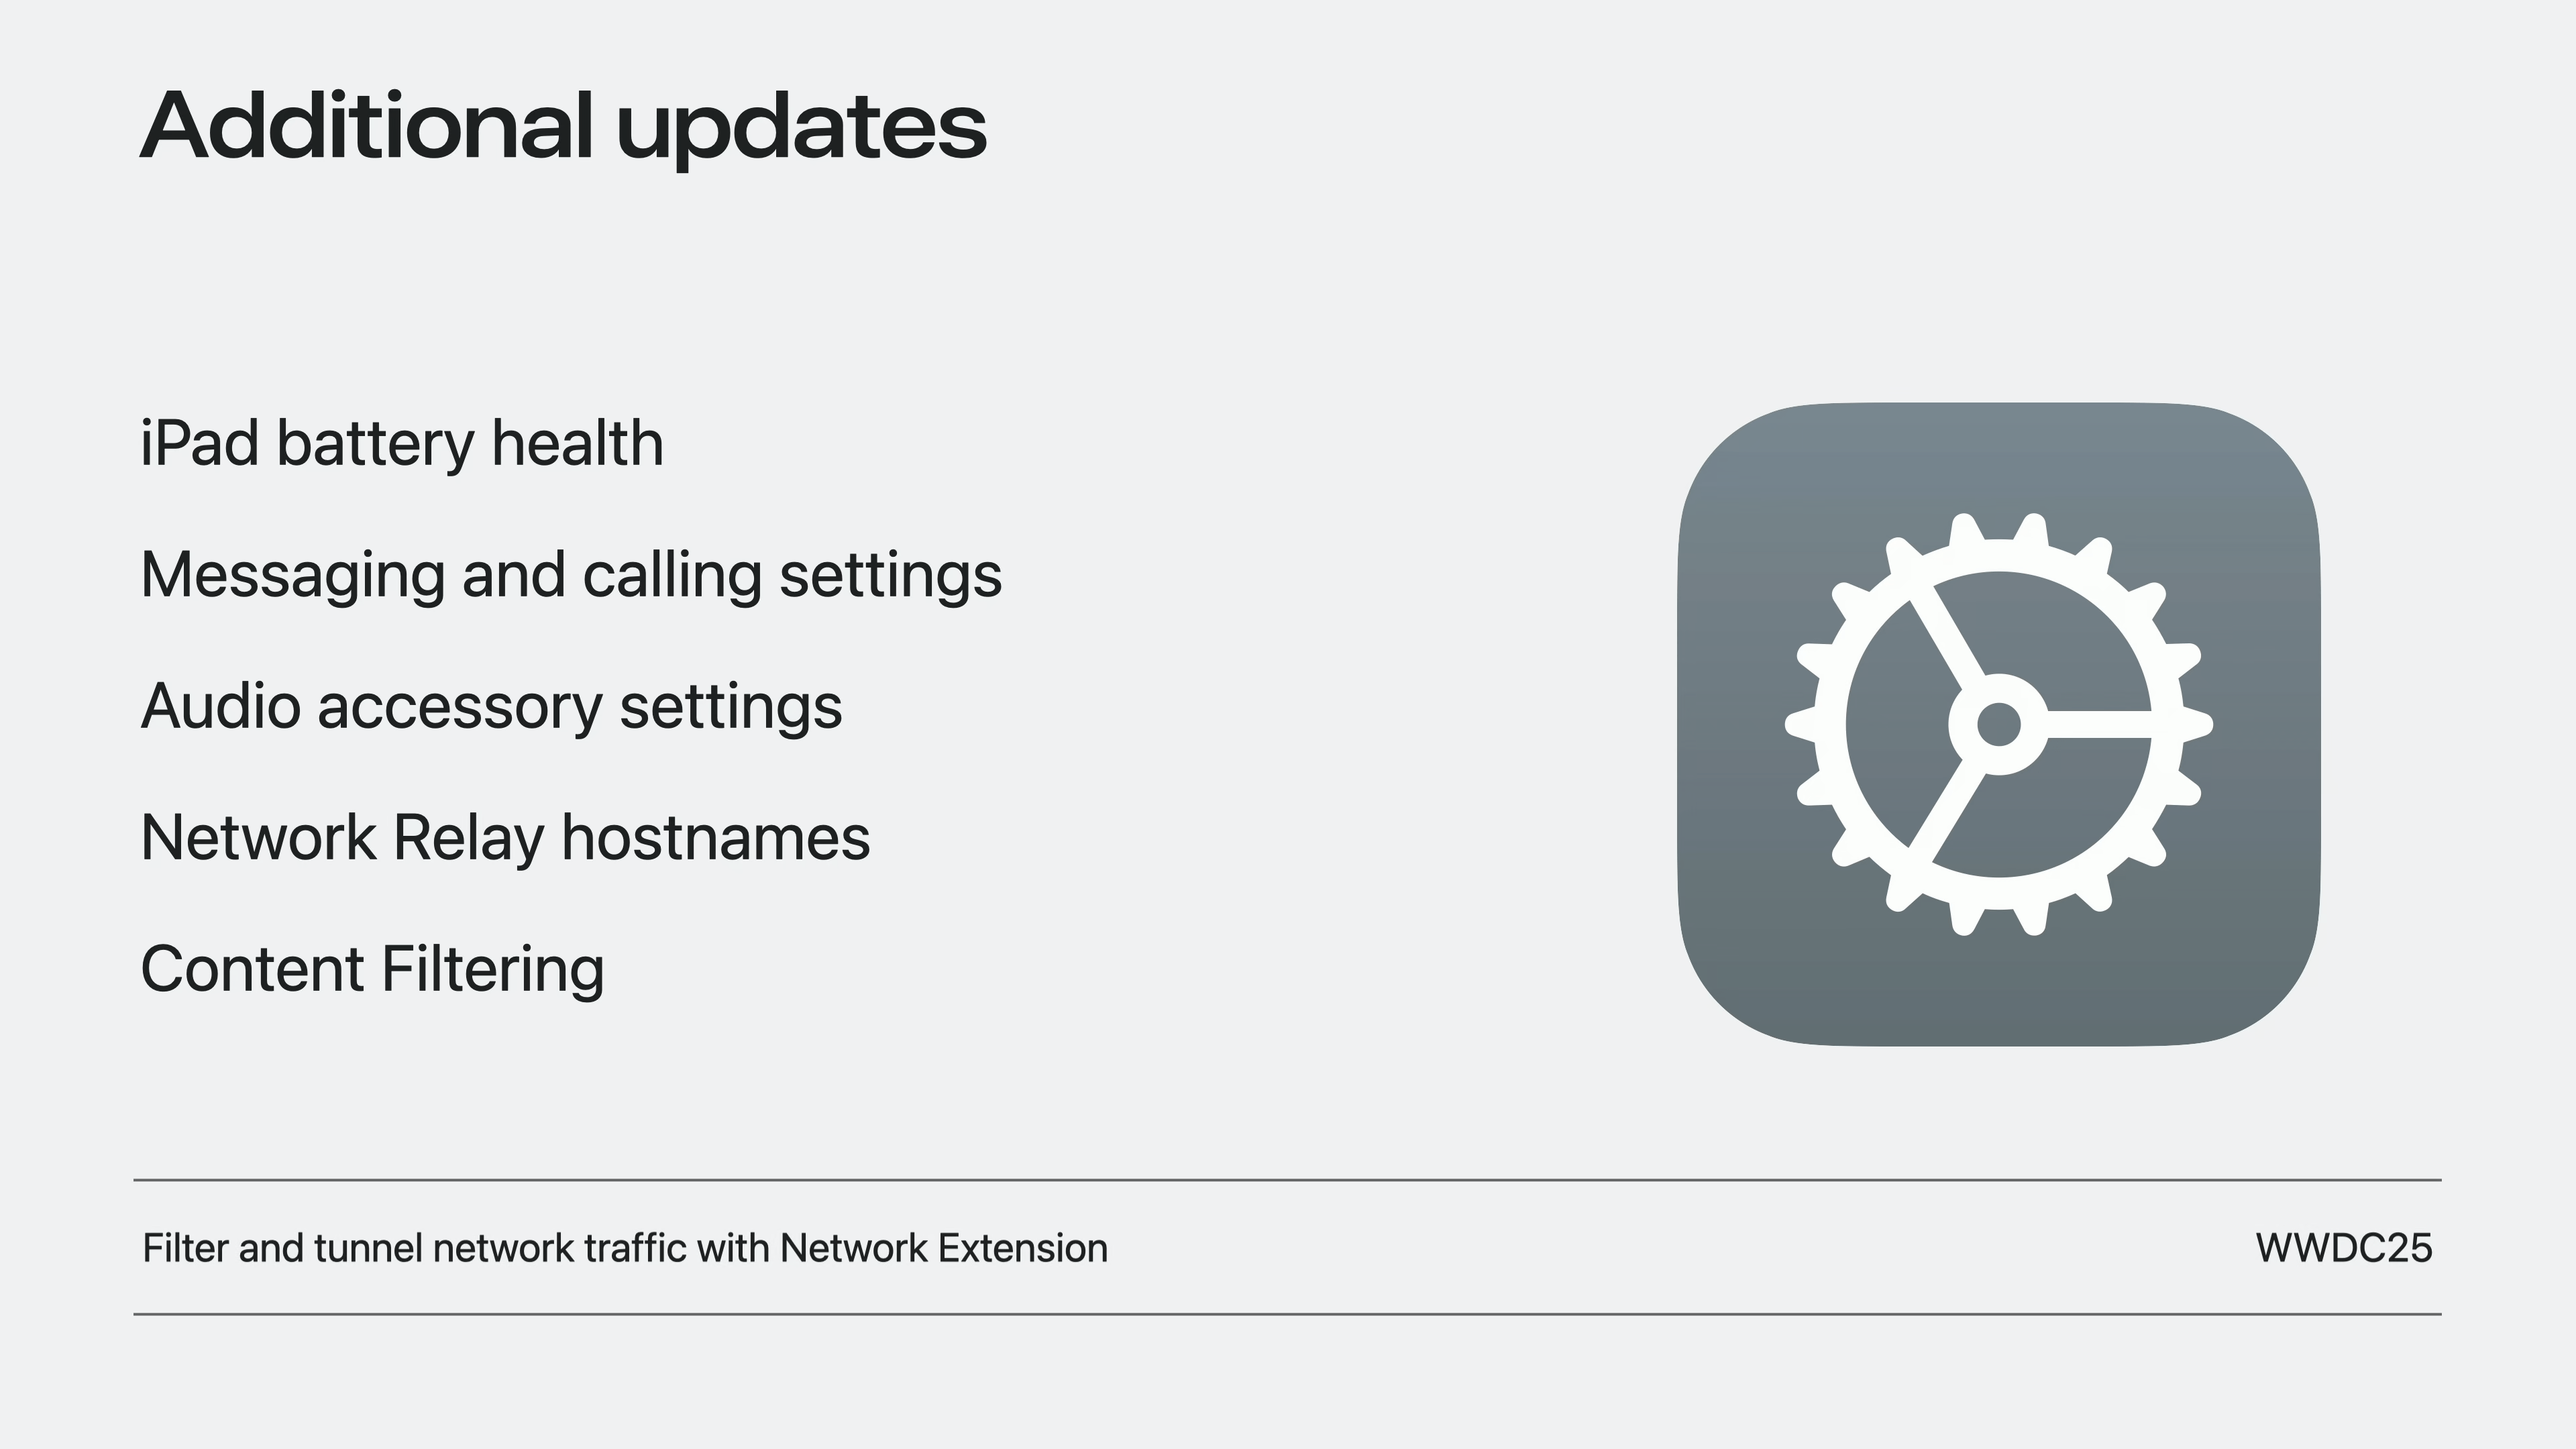 Additional updates
iPad battery health
Messaging and calling settings
Audio accessory settings
Network Relay hostnames
Content Filtering
Filter and tunnel network traffic with Network Extension
WWDC25